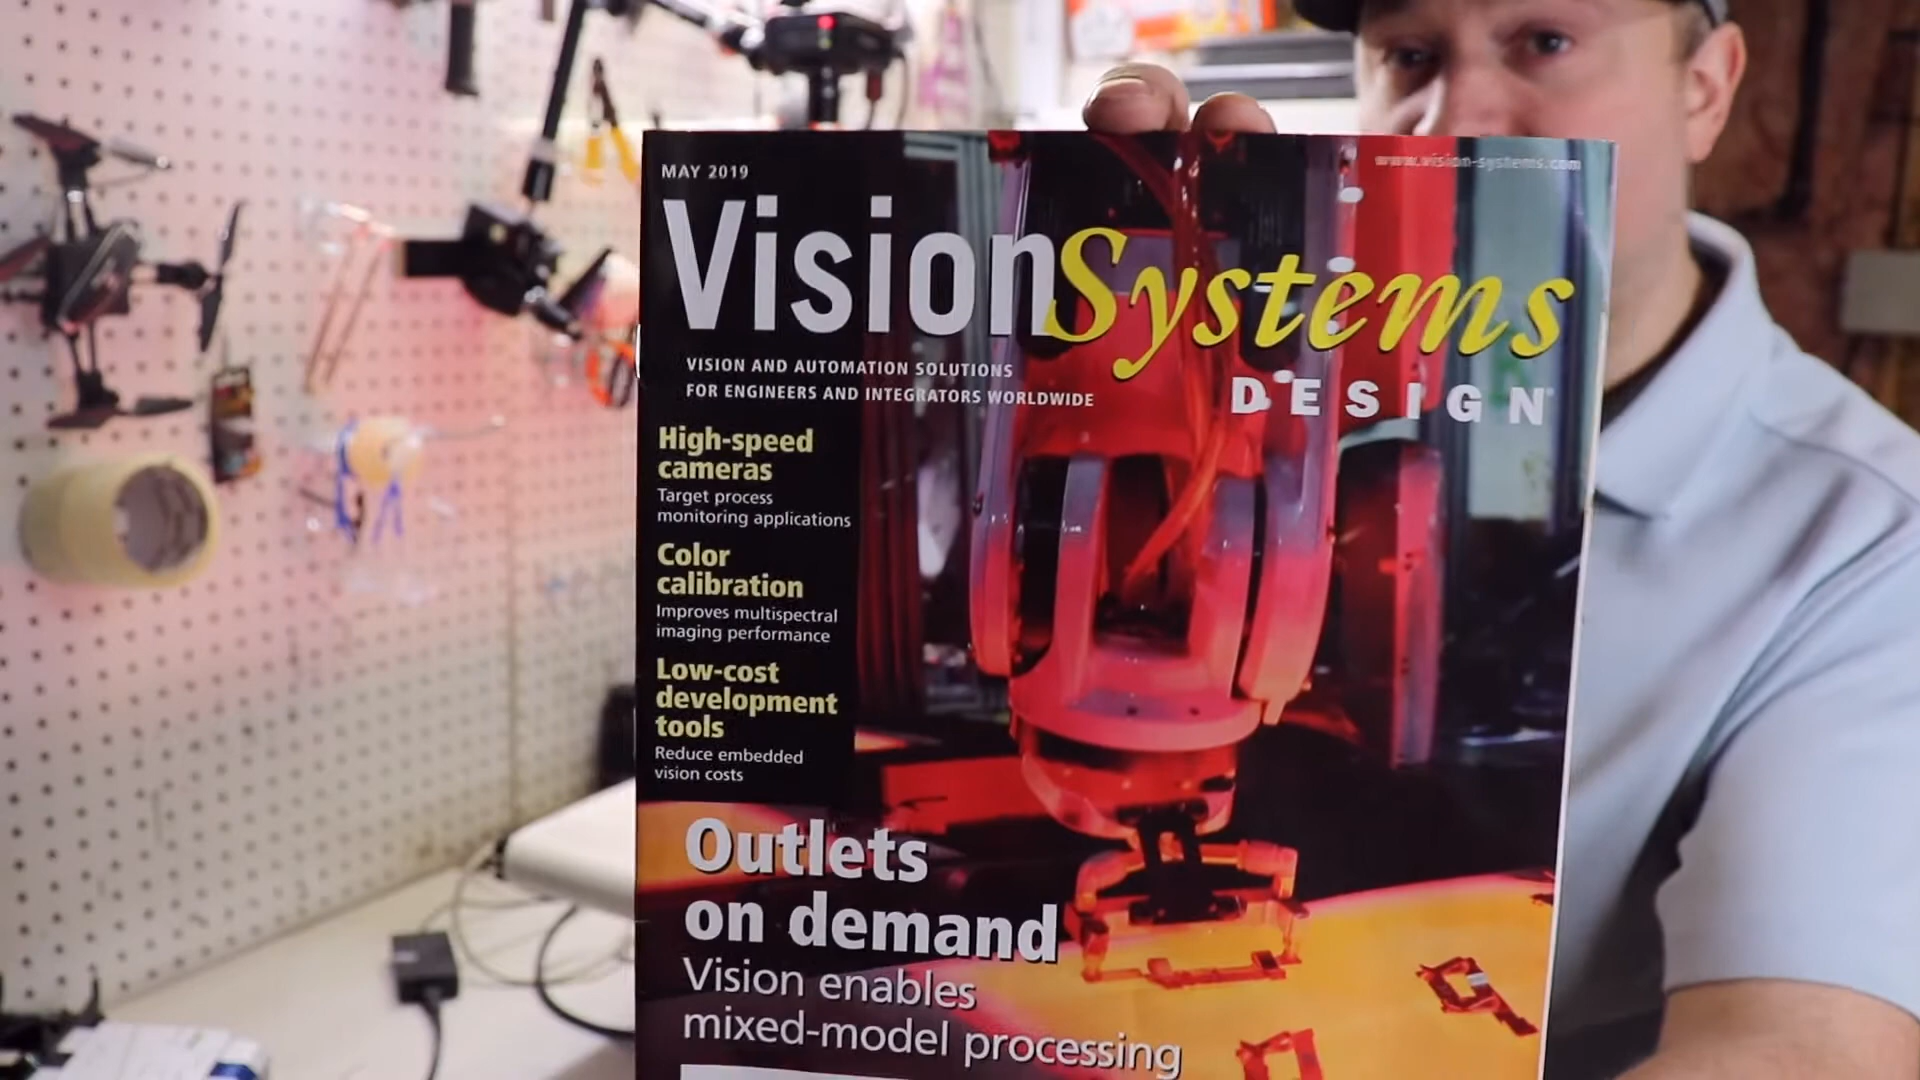 MAY 2019
www.vision-systems.com
VisionSystems
DESIGN®
VISION AND AUTOMATION SOLUTIONS
FOR ENGINEERS AND INTEGRATORS WORLDWIDE
High-speed
cameras
Target process
monitoring applications
Color
calibration
Improves multispectral
imaging performance
Low-cost
development
tools
Reduce embedded
vision costs
Outlets
on demand
Vision enables
mixed-model processing